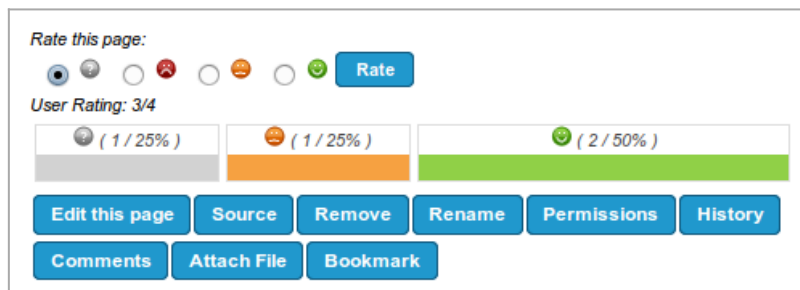 Rate this page:
Rate
User Rating: 3/4
( 1 / 25% ) ( 1 / 25% ) ( 2 / 50% )
Edit this page Source Remove Rename Permissions History
Comments Attach File Bookmark